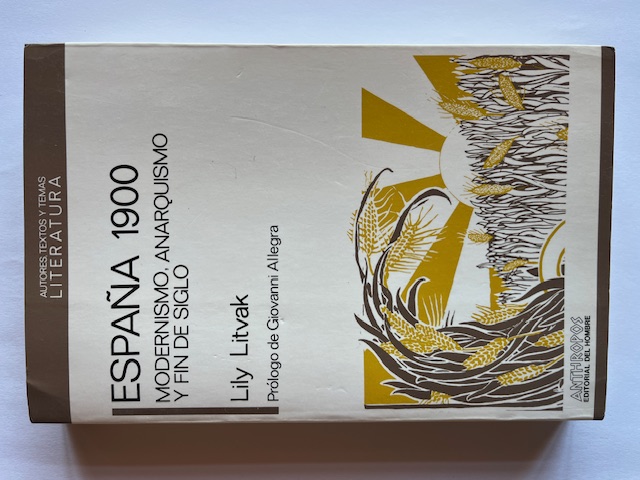 AUTORES TEXTOS Y TEMAS
LITERATURA
ESPAÑA 1900
MODERNISMO, ANARQUISMO
Y FIN DE SIGLO
Lily Litvak
Prólogo de Giovanni Allegra
ANTHROPOS
EDITORIAL DEL HOMBRE